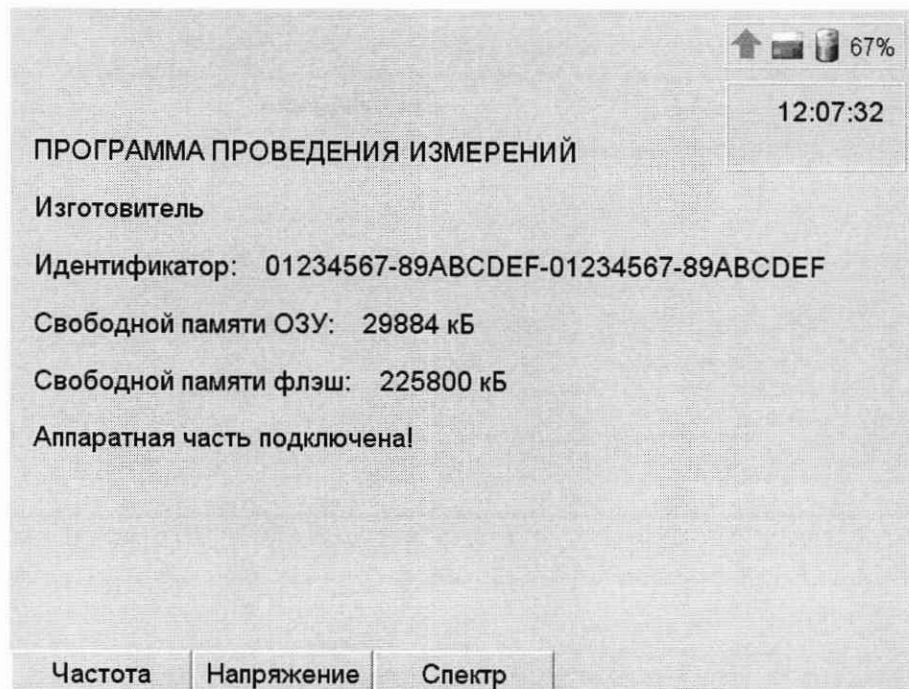 67%
12:07:32
ПРОГРАММА ПРОВЕДЕНИЯ ИЗМЕРЕНИЙ
Изготовитель
Идентификатор: 01234567-89ABCDEF-01234567-89ABCDEF
Свободной памяти ОЗУ: 29884 кБ
Свободной памяти флэш: 225800 кБ
Аппаратная часть подключена!
Частота Напряжение Спектр